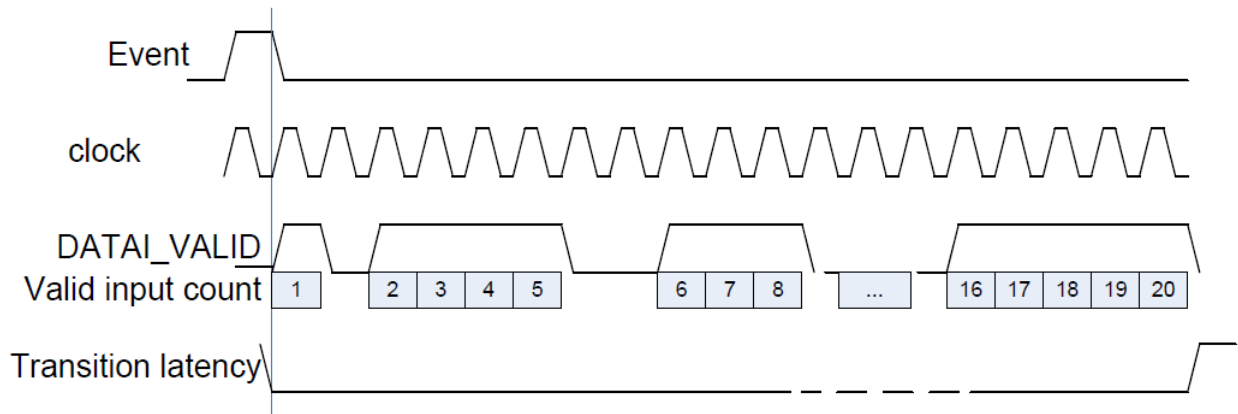 Event
clock
DATAI_VALID
Valid input count 1 2 3 4 5 6 7 8 ... 16 17 18 19 20
Transition latency